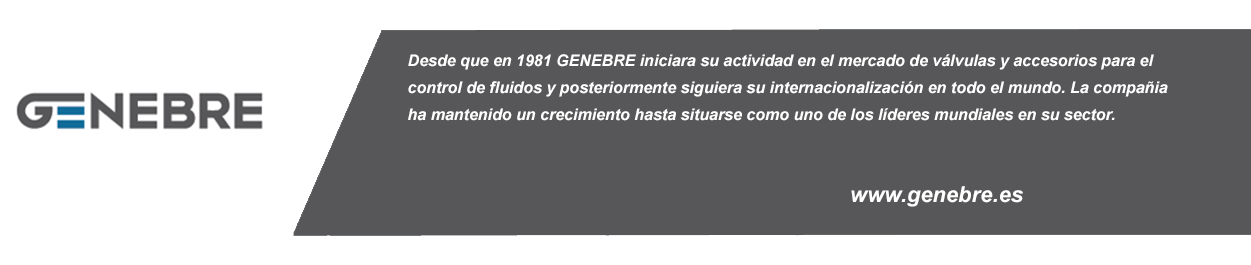 GENEBRE
Desde que en 1981 GENEBRE iniciara su actividad en el mercado de válvulas y accesorios para el
control de fluidos y posteriormente siguiera su internacionalización en todo el mundo. La compañia
ha mantenido un crecimiento hasta situarse como uno de los líderes mundiales en su sector.
www.genebre.es